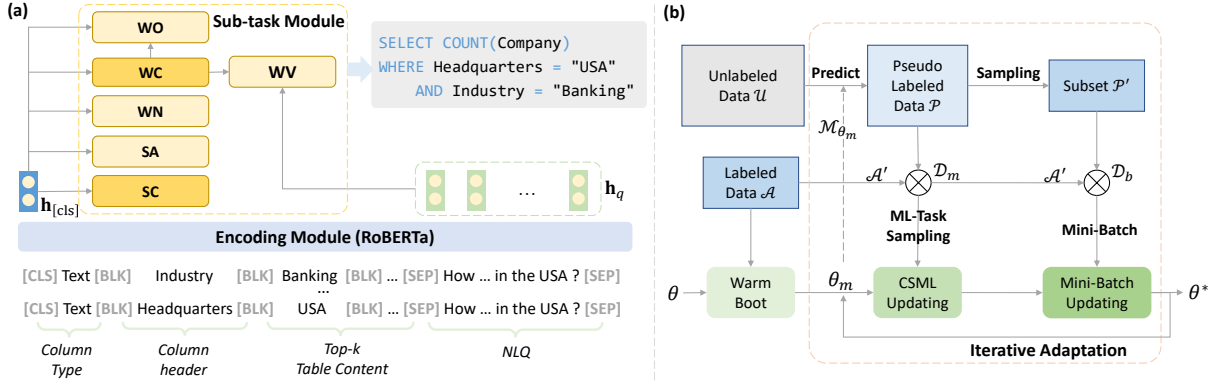 (a)
Sub-task Module
WO
WC
WN
SA
SC
WV
SELECT COUNT(Company)
WHERE Headquarters = "USA"
AND Industry = "Banking"
h[cls]
...
h_q
Encoding Module (RoBERTa)
[CLS] Text [BLK] Industry [BLK] Banking [BLK] ... [SEP] How ... in the USA ? [SEP]
...
[CLS] Text [BLK] Headquarters [BLK] USA [BLK] ... [SEP] How ... in the USA ? [SEP]
Column
Type
Column
header
Top-k
Table Content
NLQ
(b)
Unlabeled
Data 𝒰
Predict
Pseudo
Labeled
Data 𝒫
Sampling
Subset 𝒫′
ℳ_θ_m
Labeled
Data 𝒜
𝒜′
𝒟_m
𝒜′
𝒟_b
ML-Task
Sampling
Mini-Batch
θ
Warm
Boot
θ_m
CSML
Updating
Mini-Batch
Updating
θ*
Iterative Adaptation